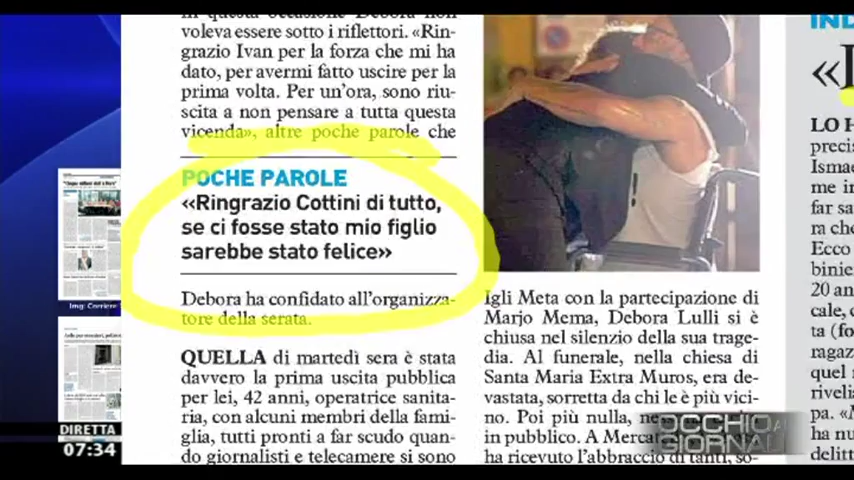 in questa occasione Debora non
voleva essere sotto i riflettori. «Rin-
grazio Ivan per la forza che mi ha
dato, per avermi fatto uscire per la
prima volta. Per un'ora, sono riu-
scita a non pensare a tutta questa
vicenda», altre poche parole che
POCHE PAROLE
«Ringrazio Cottini di tutto,
se ci fosse stato mio figlio
sarebbe stato felice»
Debora ha confidato all'organizza-
tore della serata.
QUELLA di martedì sera è stata
davvero la prima uscita pubblica
per lei, 42 anni, operatrice sanita-
ria, con alcuni membri della fami-
glia, tutti pronti a far scudo quan-
do giornalisti e telecamere si sono
Igli Meta con la partecipazione di
Marjo Mema, Debora Lulli si è
chiusa nel silenzio della sua trage-
dia. Al funerale, nella chiesa di
Santa Maria Extra Muros, era de-
vastata, sorretta da chi le è più vici-
no. Poi più nulla,
in pubblico. A
ha ricevuto l'abbraccio di tanti, so-
IND
«I
LO H
precis
Ismae
me in
far sa
ra che
Ecco
binie
20 an
cale, c
ta (fo
ragaz
quel r
rivelia
pa. «M
ha nu
delitt
Img: Corriere
DIRETTA
07:34
OCCHIO AI
GIORNALI